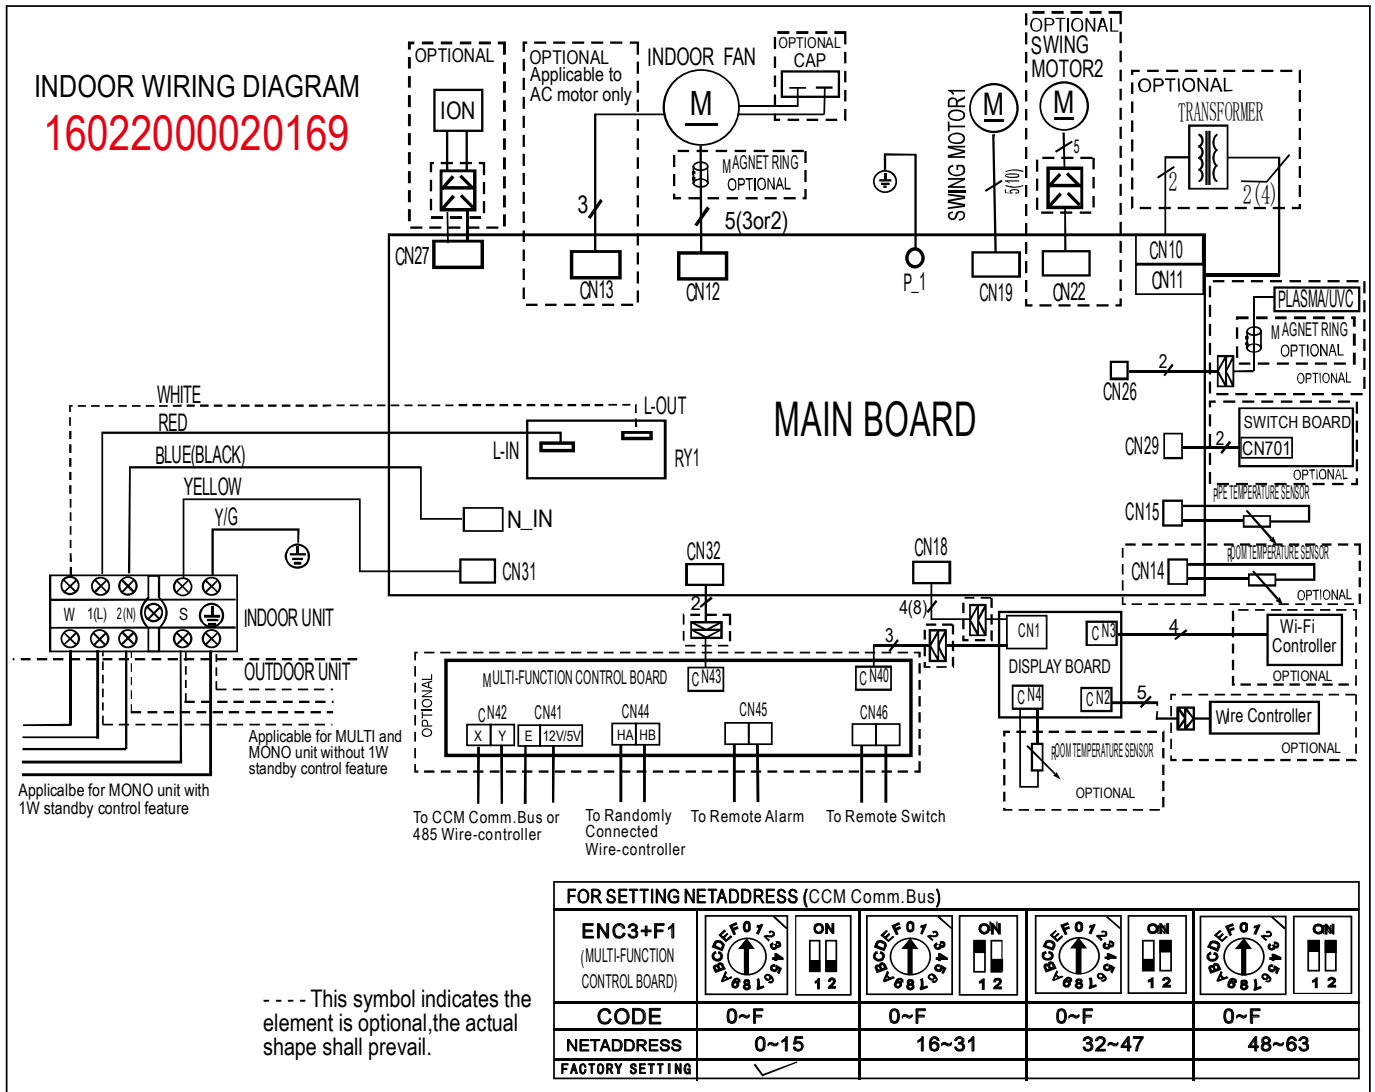 INDOOR WIRING DIAGRAM
16022000020169
OPTIONAL
ION
CN27
OPTIONAL
Applicable to
AC motor only
3
CN13
INDOOR FAN
M
OPTIONAL
CAP
MAGNET RING
OPTIONAL
5(3or2)
CN12
P_1
SWING MOTOR1
M
5(10)
CN19
OPTIONAL
SWING
MOTOR2
M
5
CN22
OPTIONAL
TRANSFORMER
2
2(4)
CN10
CN11
PLASMA/UVC
MAGNET RING
OPTIONAL
OPTIONAL
2
CN26
MAIN BOARD
SWITCH BOARD
CN701
OPTIONAL
2
CN29
PIPE TEMPERATURE SENSOR
CN15
ROOM TEMPERATURE SENSOR
CN14
OPTIONAL
WHITE
RED
BLUE(BLACK)
YELLOW
Y/G
L-OUT
L-IN
RY1
N_IN
CN31
W 1(L) 2(N) S
INDOOR UNIT
OUTDOOR UNIT
Applicable for MULTI and
MONO unit without 1W
standby control feature
Applicalbe for MONO unit with
1W standby control feature
CN32
2
CN18
4(8)
3
CN1
CN3
DISPLAY BOARD
CN4
CN2
4
Wi-Fi
Controller
OPTIONAL
5
Wire Controller
OPTIONAL
ROOM TEMPERATURE SENSOR
OPTIONAL
OPTIONAL
MULTI-FUNCTION CONTROL BOARD
CN43
CN40
CN42
X Y
CN41
E 12V/5V
CN44
HA HB
CN45
CN46
To CCM Comm.Bus or
485 Wire-controller
To Randomly
Connected
Wire-controller
To Remote Alarm
To Remote Switch
FOR SETTING NETADDRESS (CCM Comm.Bus)
ENC3+F1
(MULTI-FUNCTION
CONTROL BOARD)
0123456789ABCDEF
ON
1 2
0123456789ABCDEF
ON
1 2
0123456789ABCDEF
ON
1 2
0123456789ABCDEF
ON
1 2
CODE 0~F 0~F 0~F 0~F
NETADDRESS 0~15 16~31 32~47 48~63
FACTORY SETTING
- - - - This symbol indicates the
element is optional,the actual
shape shall prevail.